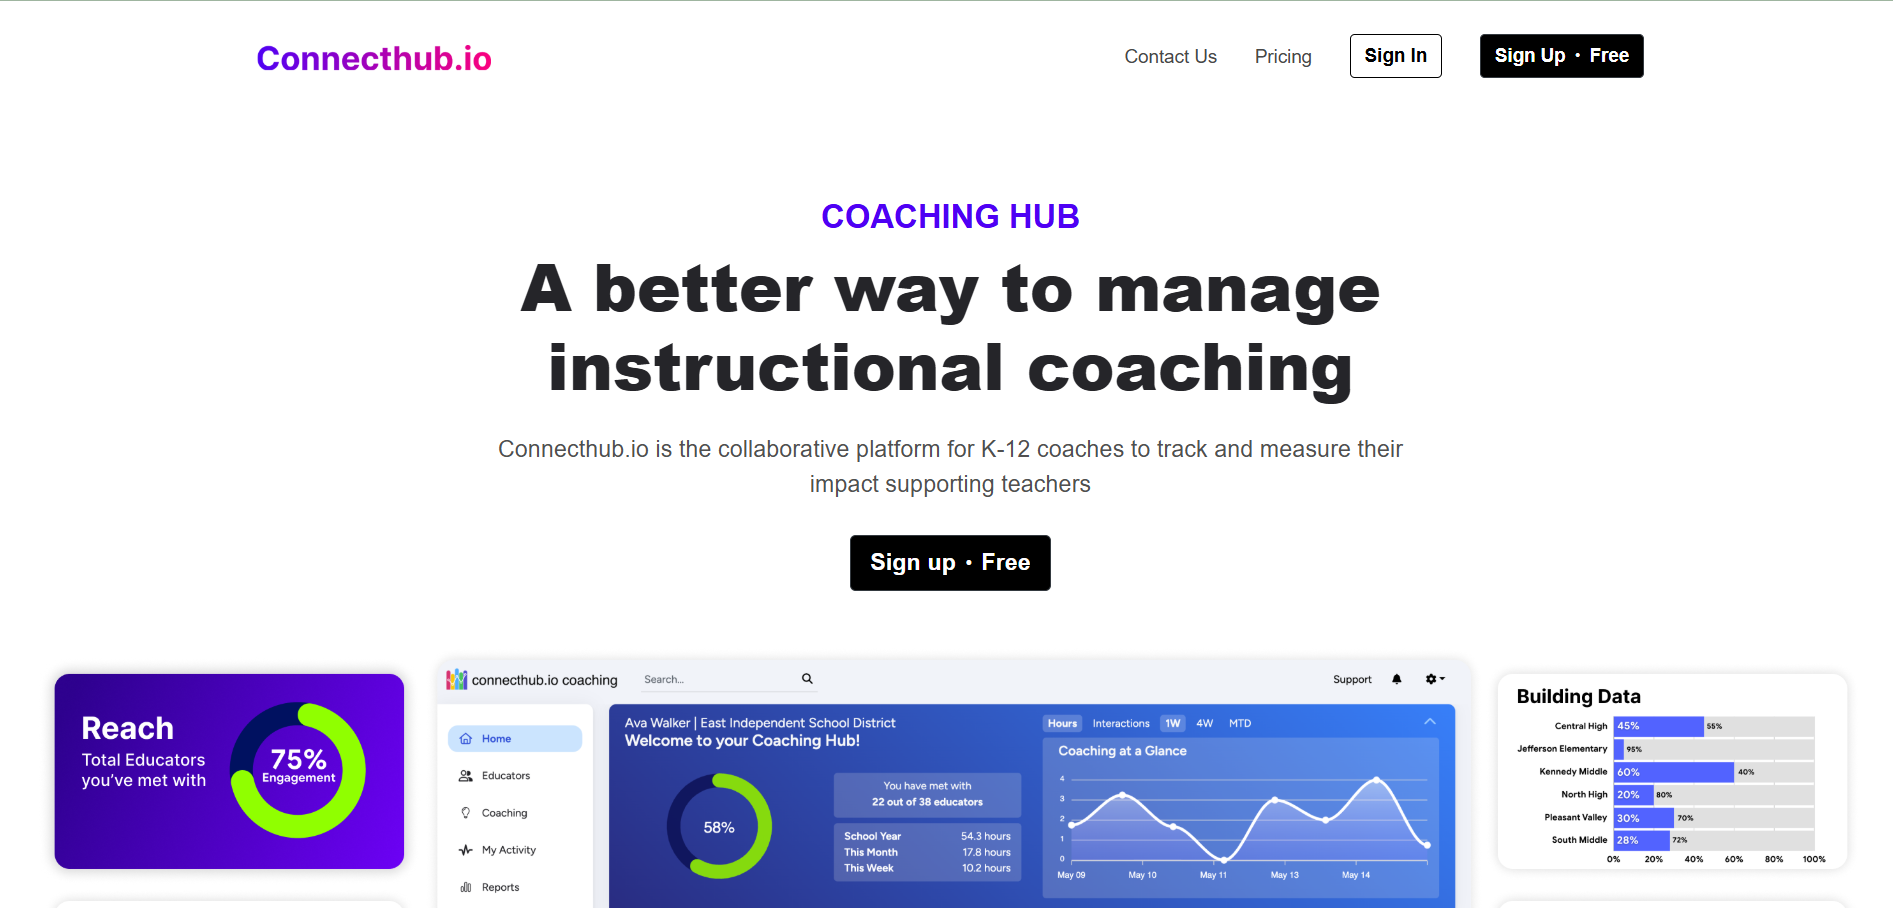 Connecthub.io
Contact Us
Pricing
Sign In
Sign Up • Free
COACHING HUB
A better way to manage
instructional coaching
Connecthub.io is the collaborative platform for K-12 coaches to track and measure their
impact supporting teachers
Sign up • Free
Reach
Total Educators
you've met with
75%
Engagement
connecthub.io coaching
Search...
Support
Home
Educators
Coaching
My Activity
Reports
Ava Walker | East Independent School District
Welcome to your Coaching Hub!
58%
You have met with
22 out of 38 educators
School Year 54.3 hours
This Month 17.8 hours
This Week 10.2 hours
Hours Interactions 1W 4W MTD
Coaching at a Glance
4
3
2
1
0
May 09 May 10 May 11 May 13 May 14
Building Data
Central High 45% 55%
Jefferson Elementary 95%
Kennedy Middle 60% 40%
North High 20% 80%
Pleasant Valley 30% 70%
South Middle 28% 72%
0% 20% 40% 60% 80% 100%